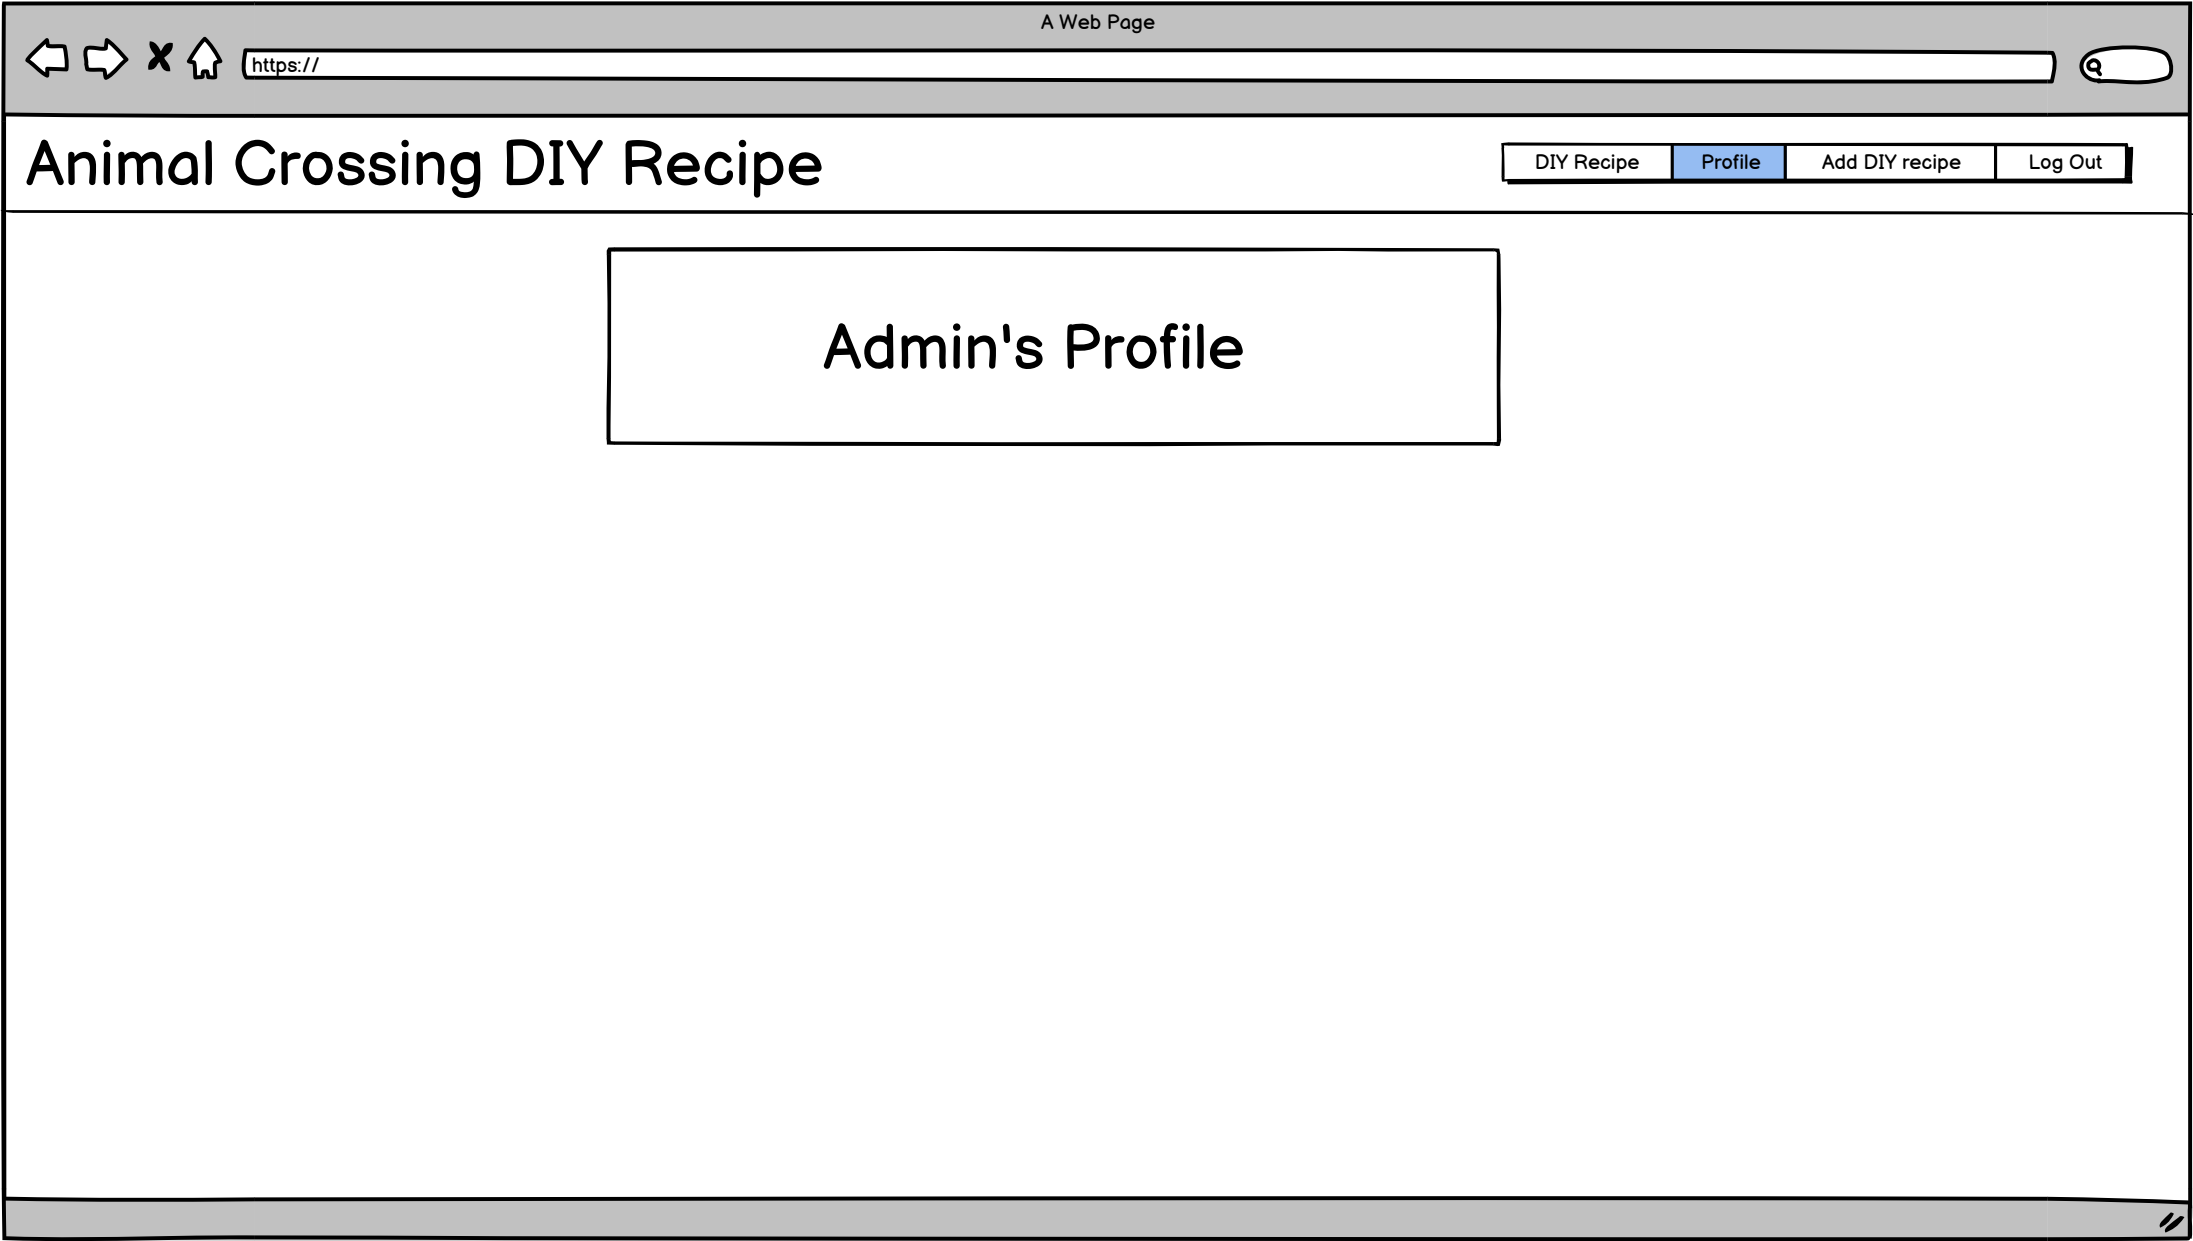 A Web Page
https://
Animal Crossing DIY Recipe
DIY Recipe Profile Add DIY recipe Log Out
Admin's Profile